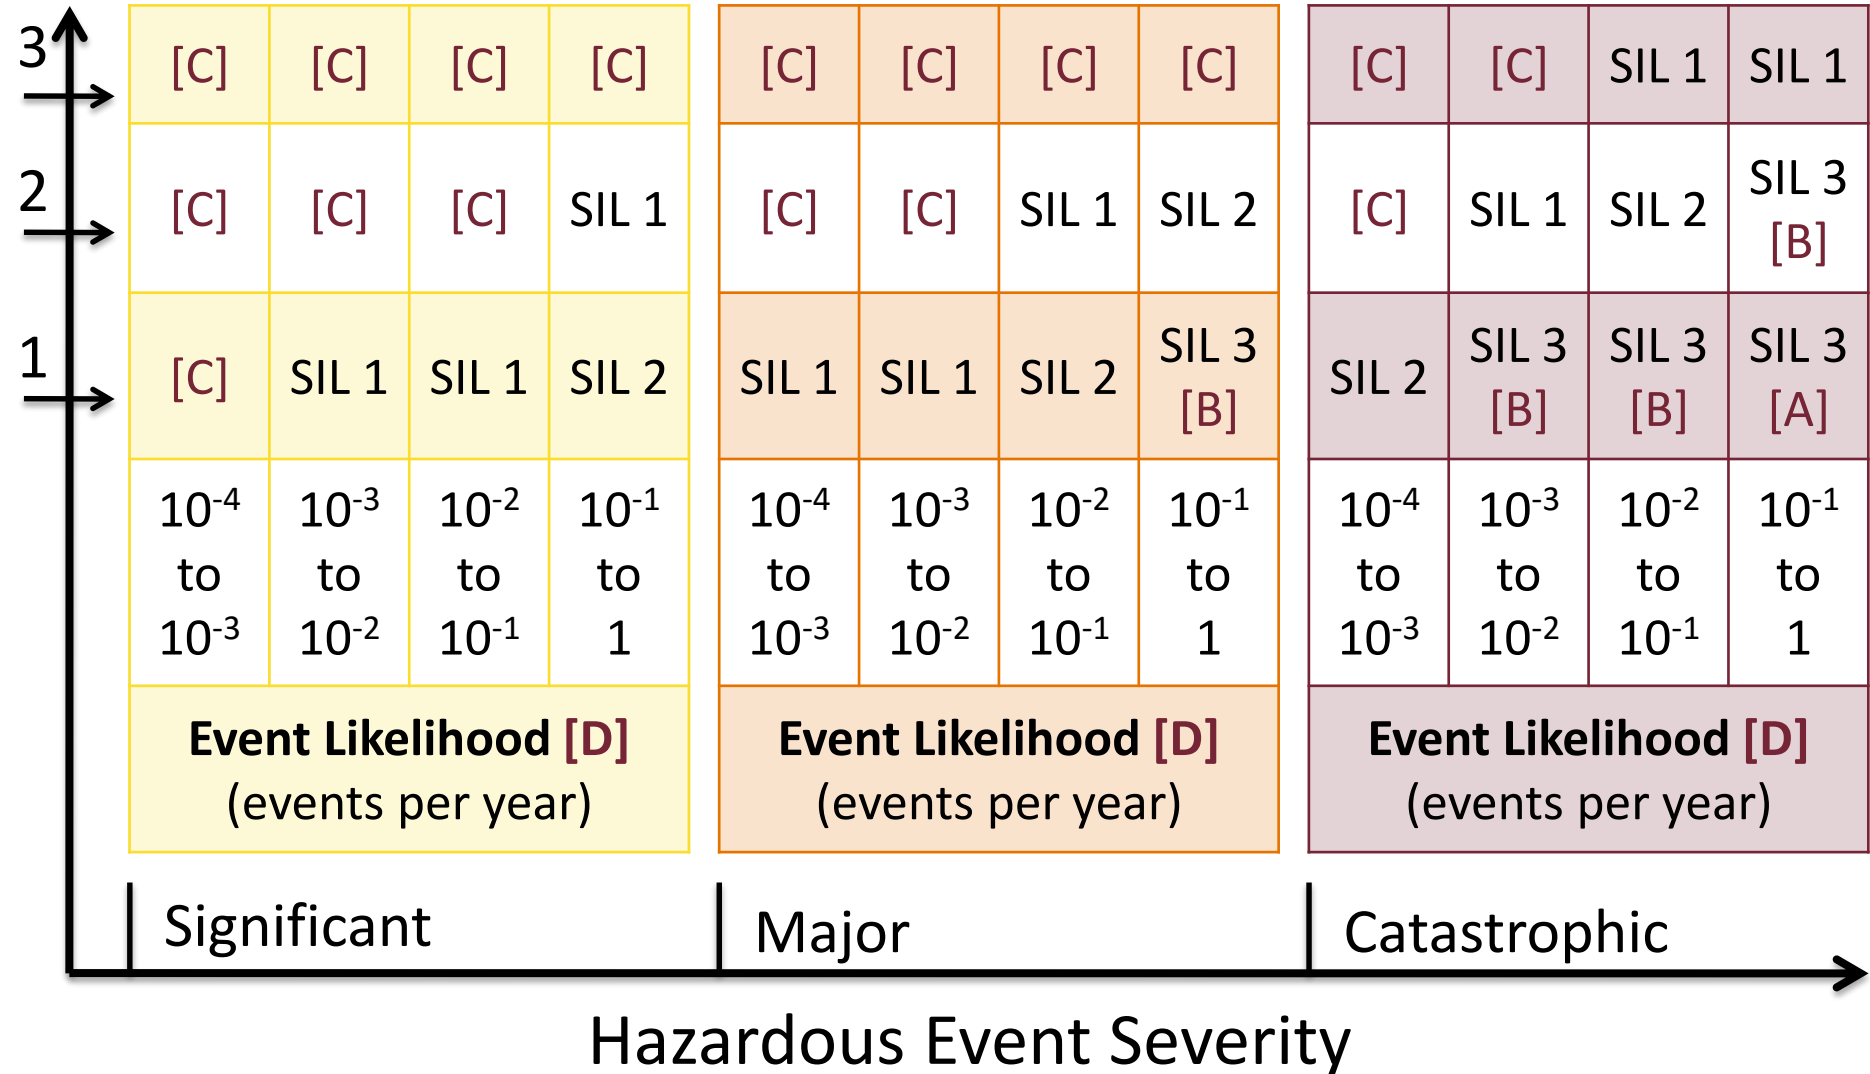 3 [C] [C] [C] [C] [C] [C] [C] [C] [C] [C] SIL 1 SIL 1
2 [C] [C] [C] SIL 1 [C] [C] SIL 1 SIL 2 [C] SIL 1 SIL 2 SIL 3
[B]
1 [C] SIL 1 SIL 1 SIL 2 SIL 1 SIL 1 SIL 2 SIL 3 SIL 2 SIL 3 SIL 3 SIL 3
[B] [B] [B] [A]
10⁻⁴ 10⁻³ 10⁻² 10⁻¹ 10⁻⁴ 10⁻³ 10⁻² 10⁻¹ 10⁻⁴ 10⁻³ 10⁻² 10⁻¹
to to to to to to to to to to to to
10⁻³ 10⁻² 10⁻¹ 1 10⁻³ 10⁻² 10⁻¹ 1 10⁻³ 10⁻² 10⁻¹ 1
Event Likelihood [D] Event Likelihood [D] Event Likelihood [D]
(events per year) (events per year) (events per year)
Significant Major Catastrophic
Hazardous Event Severity